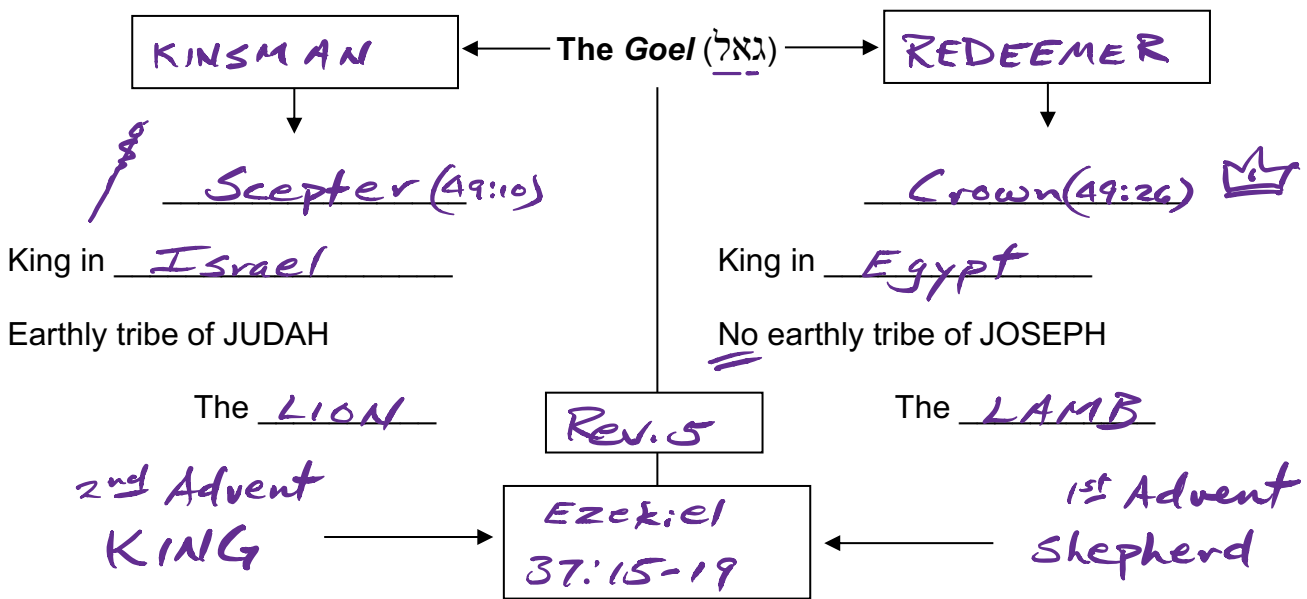 KINSMAN
The Goel (גאל)
REDEEMER
Scepter (49:10)
Crown (49:26)
King in Israel
King in Egypt
Earthly tribe of JUDAH
No earthly tribe of JOSEPH
The LION
Rev. 5
The LAMB
2nd Advent
KING
Ezekiel
37:15-19
1st Advent
Shepherd